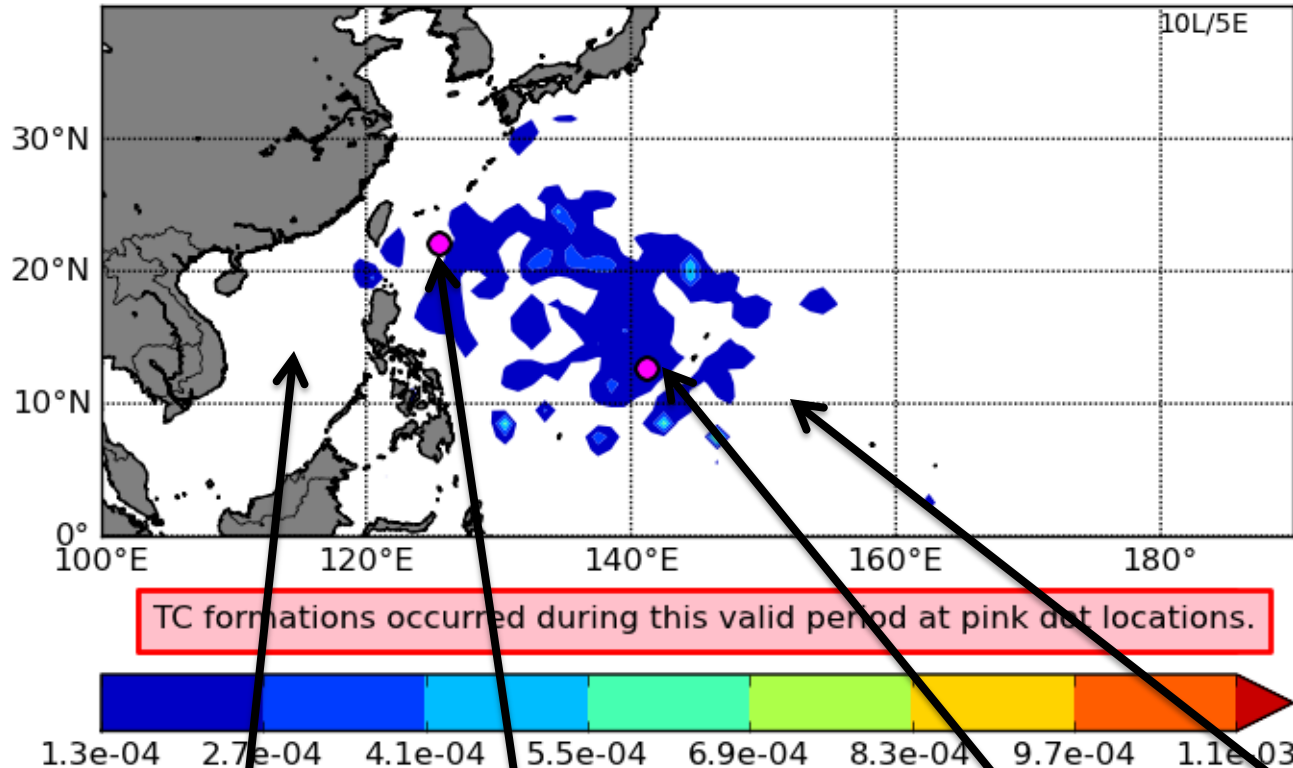 10L/5E
30°N
20°N
10°N
0°
100°E 120°E 140°E 160°E 180°
TC formations occurred during this valid period at pink dot locations.
1.3e-04 2.7e-04 4.1e-04 5.5e-04 6.9e-04 8.3e-04 9.7e-04 1.1e-03